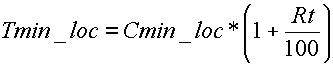 Tmin_loc = Cmin_loc * (1 + Rt/100)